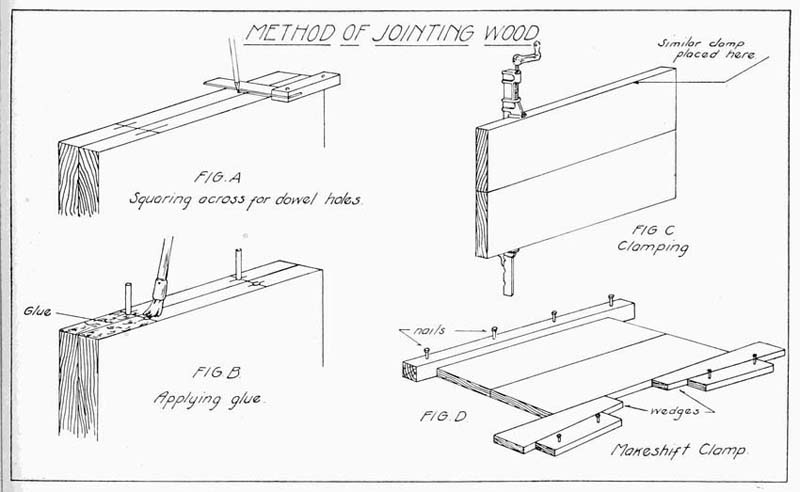 METHOD OF JOINTING WOOD
FIG. A
Squaring across for dowel holes.
Similar clamp
placed here.
FIG C
Clamping
Glue
FIG B
Applying glue.
nails
FIG. D
wedges
Makeshift Clamp.